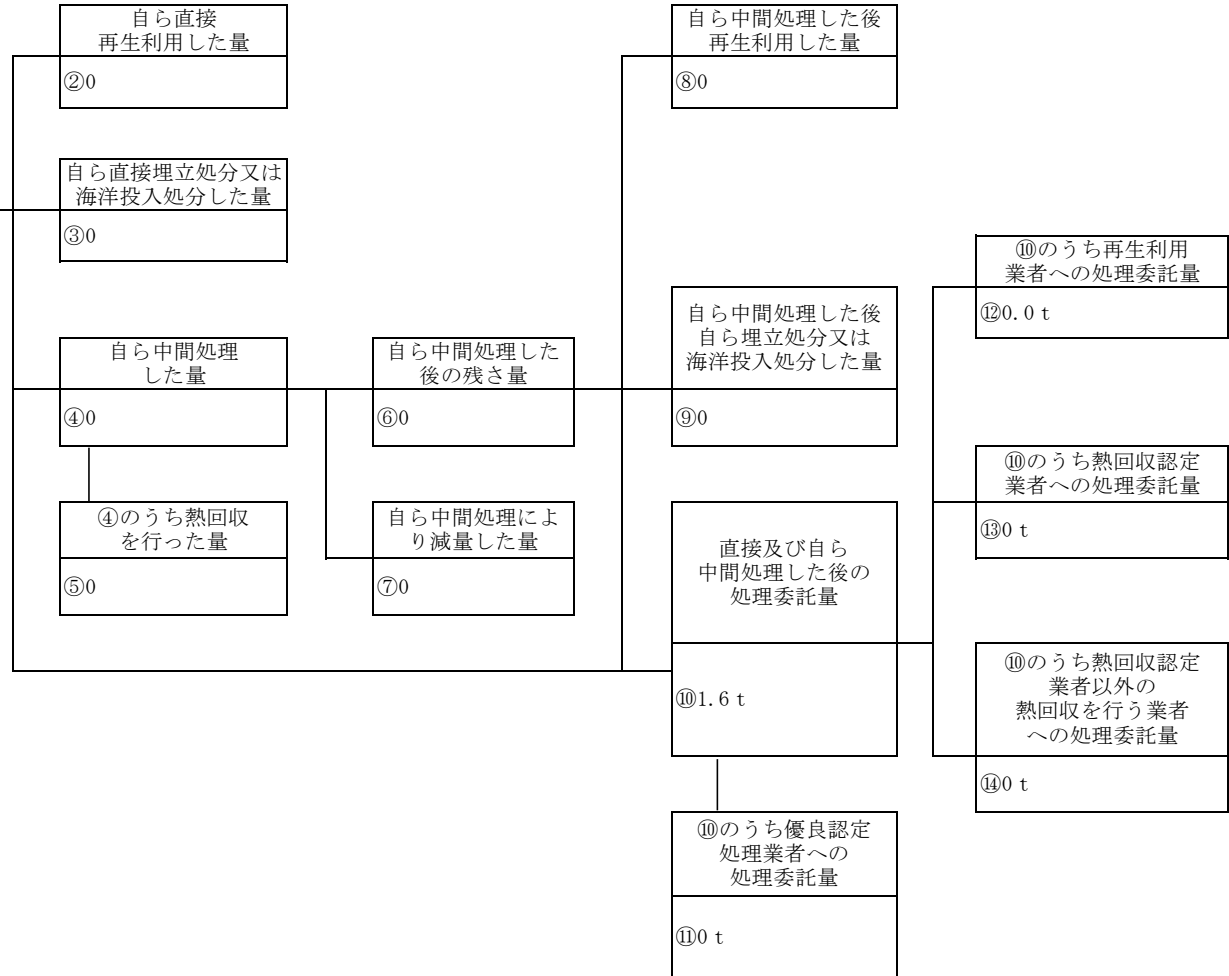 自ら直接
再生利用した量
②0
自ら直接埋立処分又は
海洋投入処分した量
③0
自ら中間処理
した量
④0
④のうち熱回収
を行った量
⑤0
自ら中間処理した
後の残さ量
⑥0
自ら中間処理によ
り減量した量
⑦0
自ら中間処理した後
再生利用した量
⑧0
自ら中間処理した後
自ら埋立処分又は
海洋投入処分した量
⑨0
直接及び自ら
中間処理した後の
処理委託量
⑩1.6 t
⑩のうち優良認定
処理業者への
処理委託量
⑪0 t
⑩のうち再生利用
業者への処理委託量
⑫0.0 t
⑩のうち熱回収認定
業者への処理委託量
⑬0 t
⑩のうち熱回収認定
業者以外の
熱回収を行う業者
への処理委託量
⑭0 t